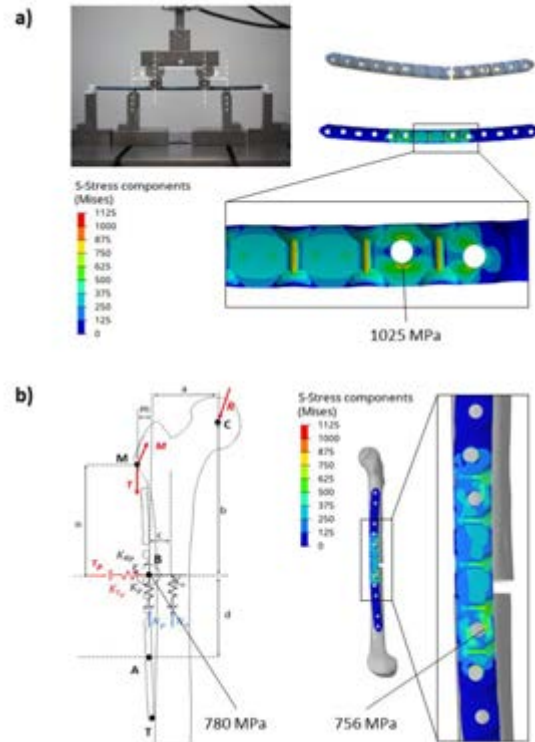 a)
S-Stress components
(Mises)
1125
1000
875
750
625
500
375
250
125
0
1025 MPa
b)
a
m
R
C
M
M
T
n
b
B
d
A
T
780 MPa
S-Stress components
(Mises)
1125
1000
875
750
625
500
375
250
125
0
756 MPa